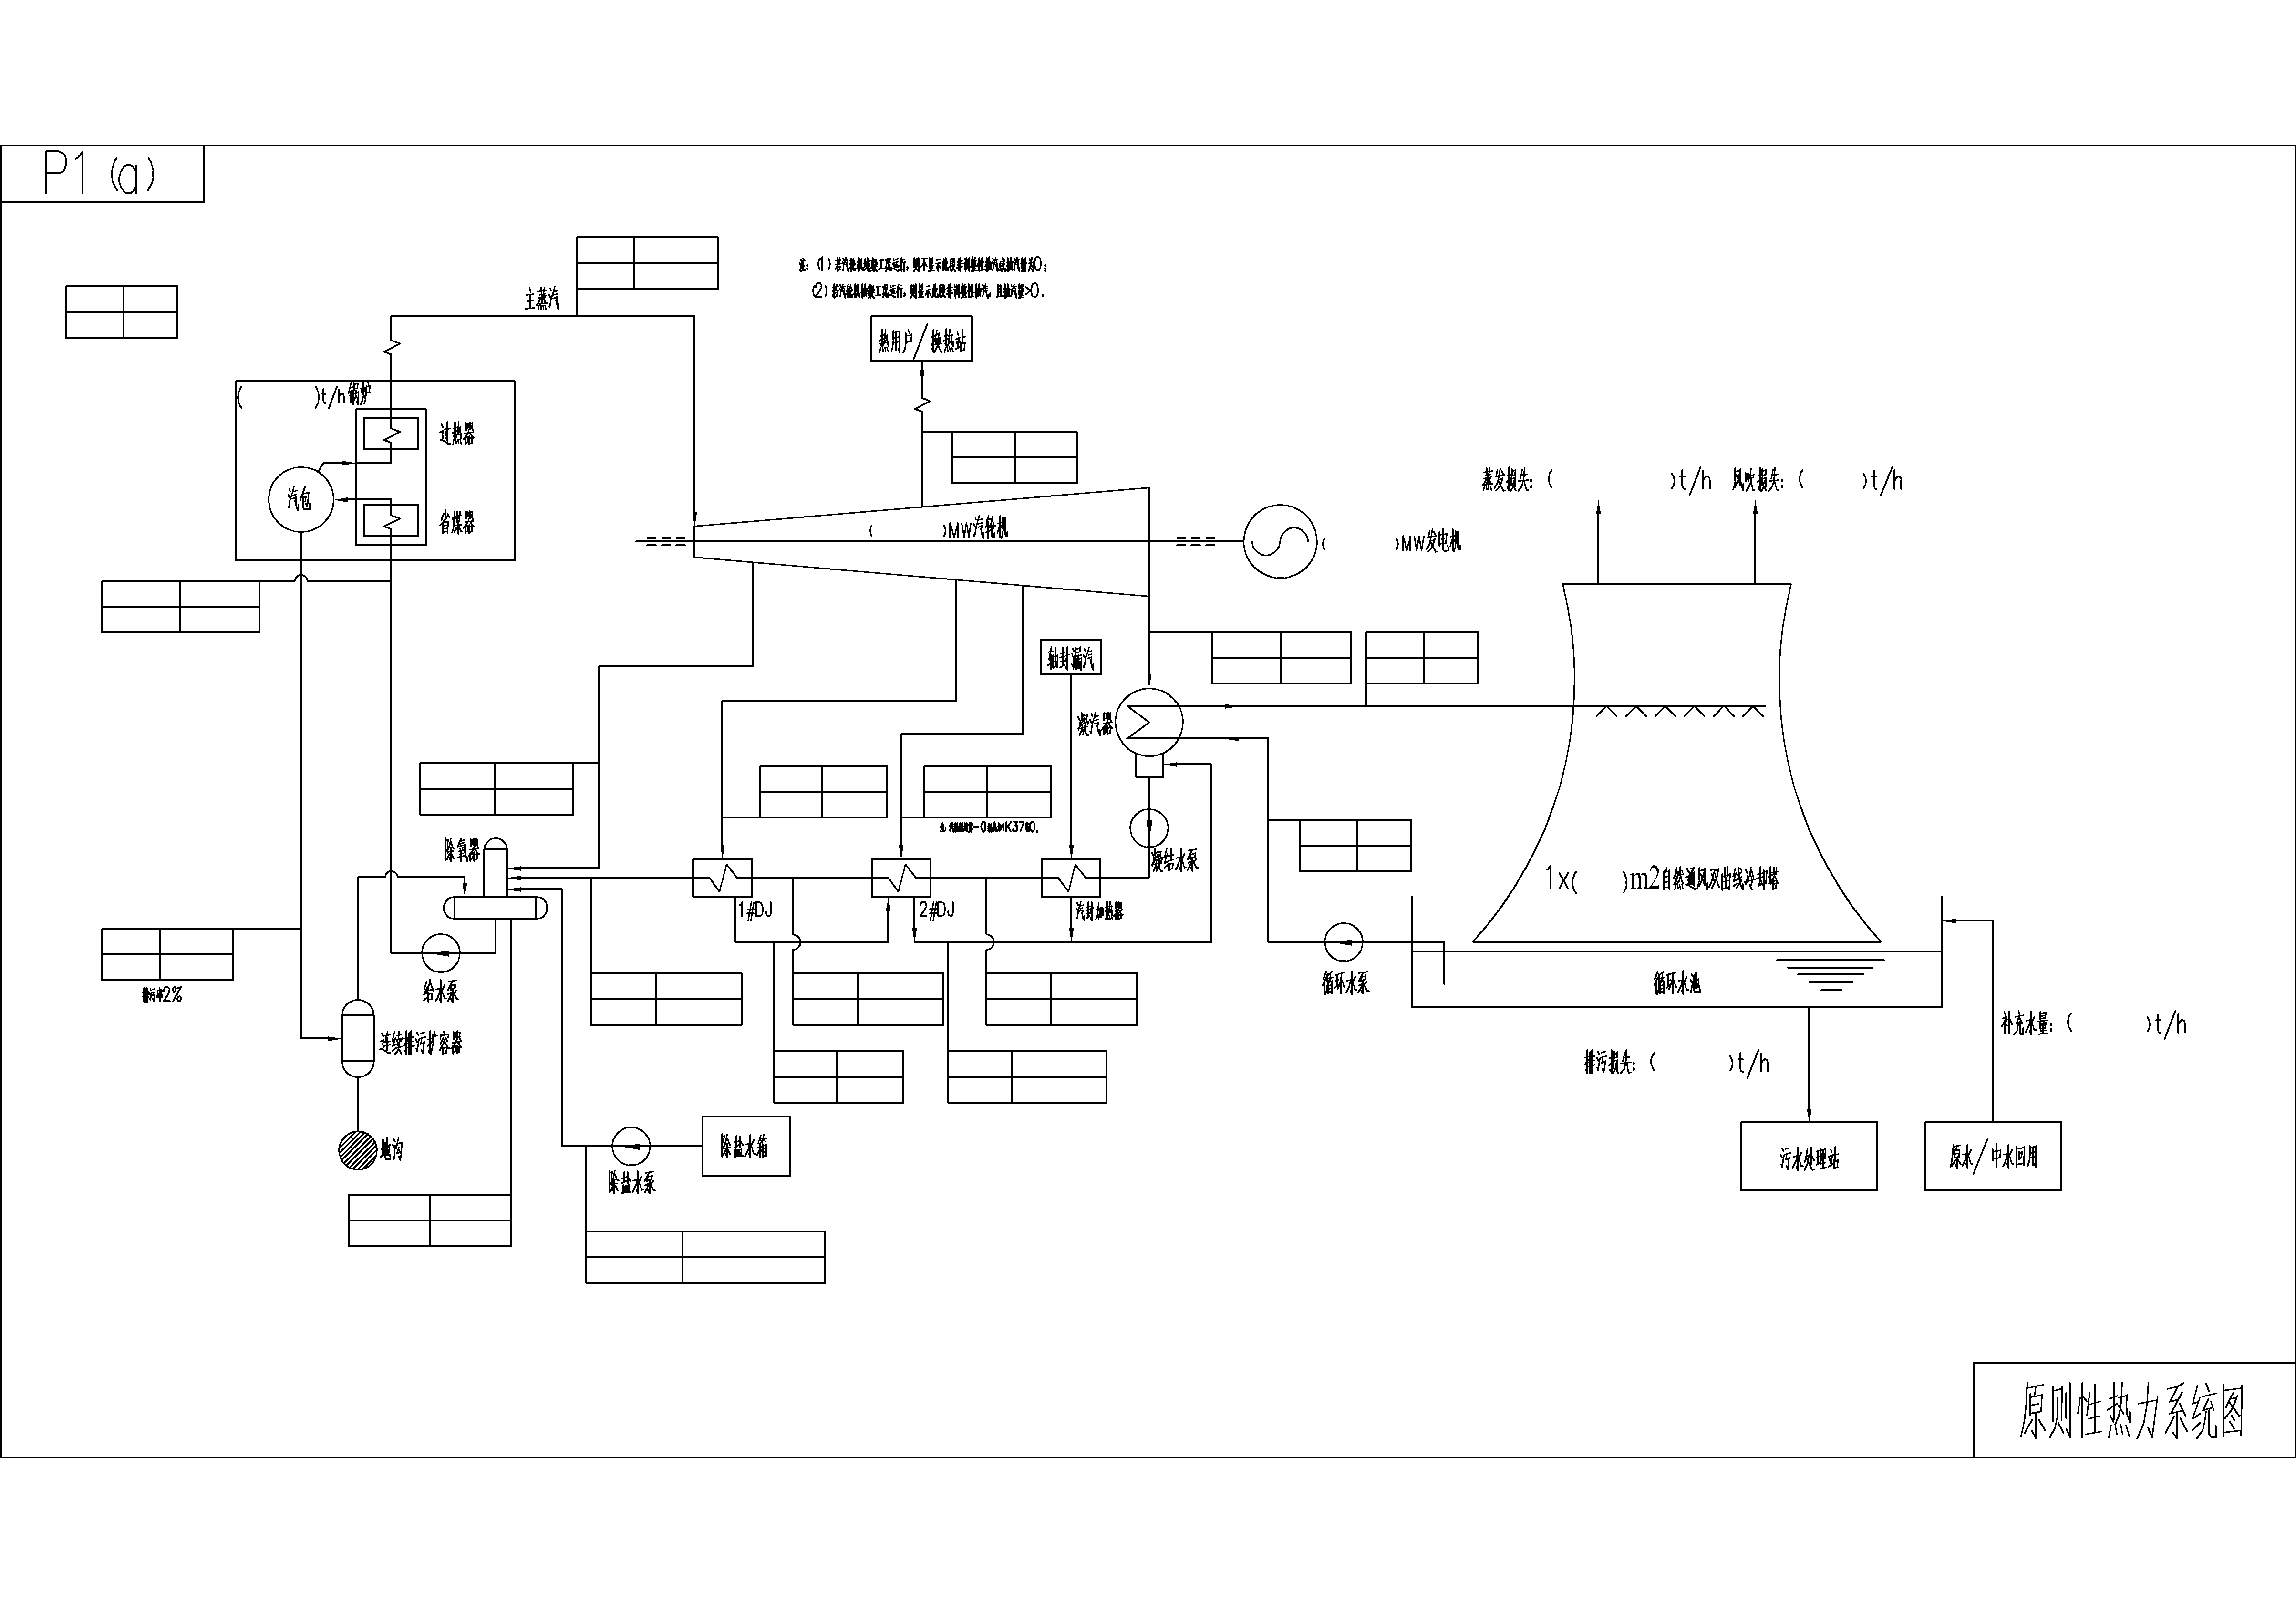 P1 (a)
注:（1）若汽轮机纯凝工况运行，则不显示此段非调整性抽汽或抽汽量为0；
（2）若汽轮机抽凝工况运行，则显示此段非调整性抽汽，且抽汽量>0.
主蒸汽
热用户/换热站
( )t/h锅炉
过热器
汽包
省煤器
蒸发损失: ( )t/h
风吹损失: ( )t/h
( )MW汽轮机
( )MW发电机
轴封漏汽
凝汽器
除氧器
凝结水泵
1x( )m2自然通风双曲线冷却塔
1#DJ
2#DJ
汽封加热器
排污率2%
给水泵
循环水泵
循环水池
连续排污扩容器
补充水量: ( )t/h
排污损失: ( )t/h
地沟
除盐水箱
除盐水泵
污水处理站
原水/中水回用
原则性热力系统图